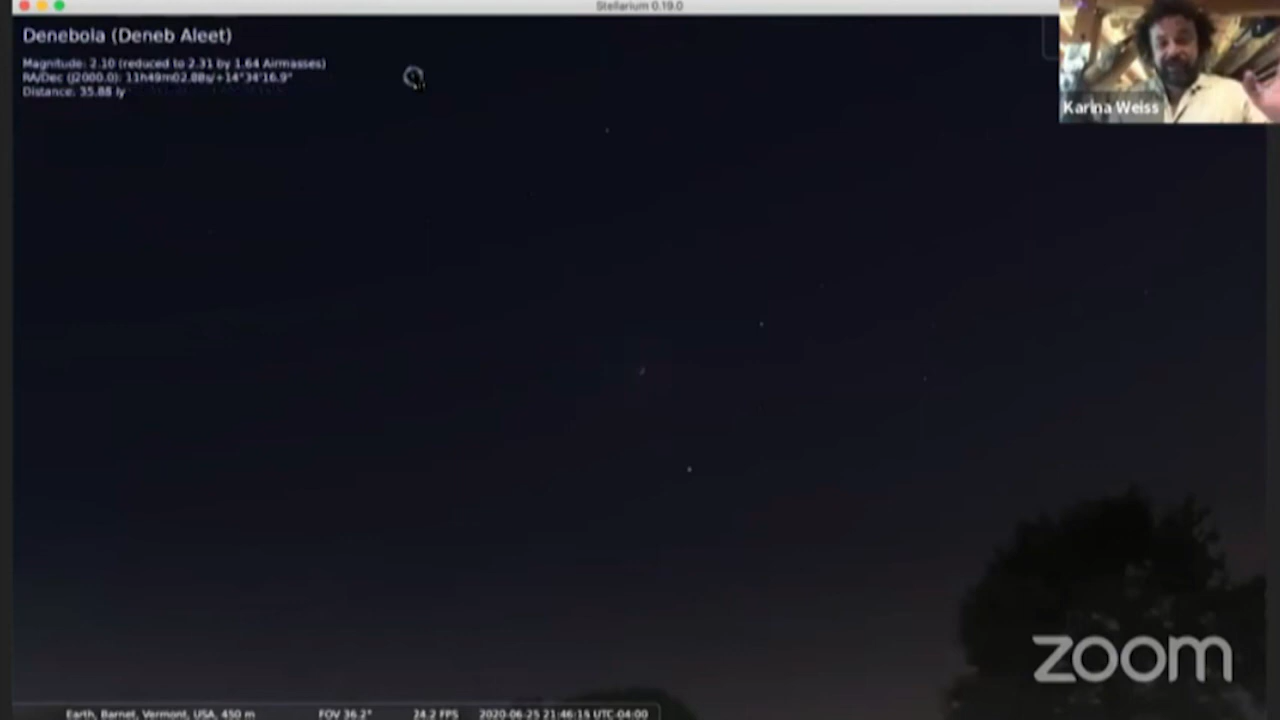 Stellarium 0.19.0
Denebola (Deneb Aleet)
Magnitude: 2.10 (reduced to 2.31 by 1.64 Airmasses)
RA/Dec (J2000.0): 11h49m02.88s/+14°34'16.9"
Distance: 35.88 ly
Karina Weiss
zoom
Earth, Barnet, Vermont, USA, 450 m FOV 36.2° 24.2 FPS 2020-06-25 21:46:15 UTC-04:00